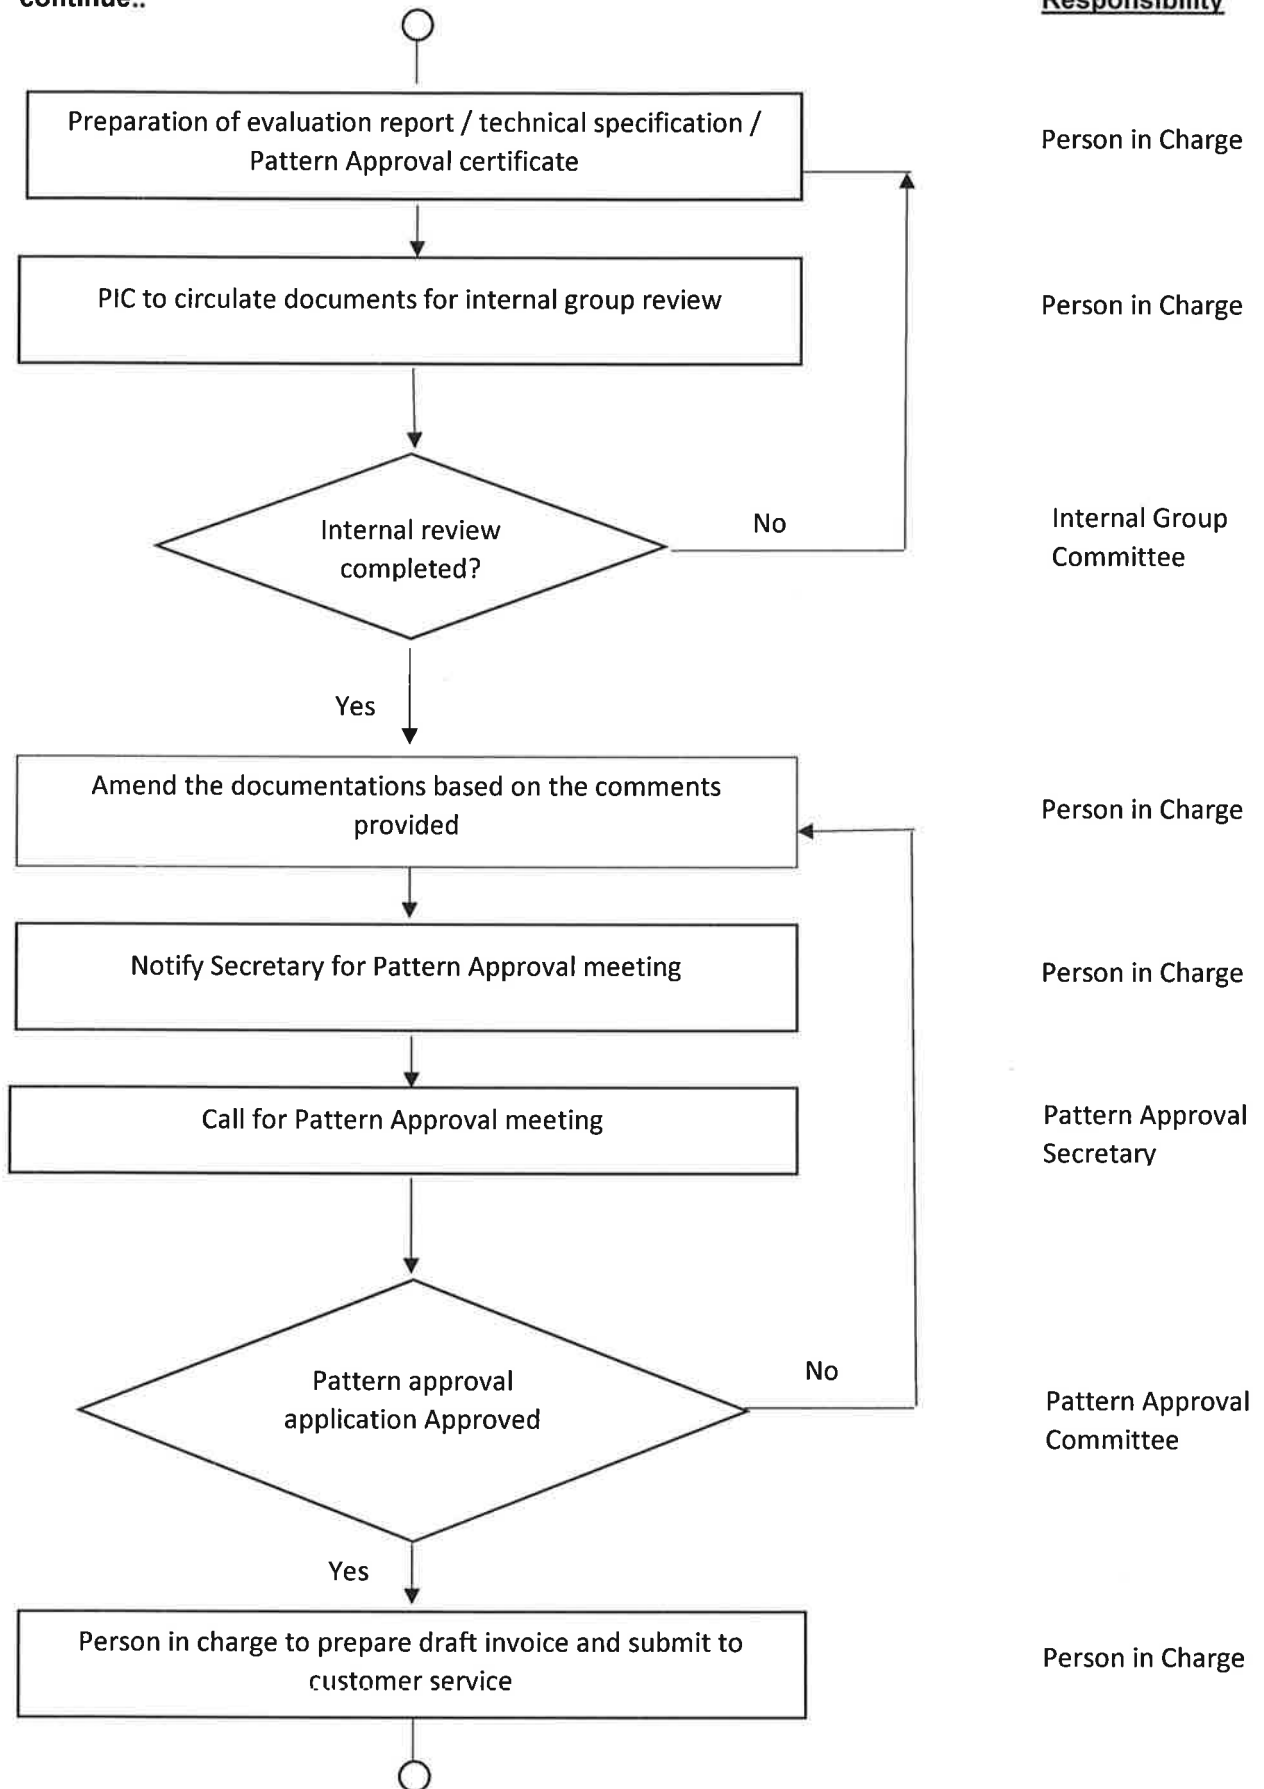 continue..
Responsibility
Preparation of evaluation report / technical specification /
Pattern Approval certificate
Person in Charge
PIC to circulate documents for internal group review
Person in Charge
Internal review
completed?
No
Internal Group
Committee
Yes
Amend the documentations based on the comments
provided
Person in Charge
Notify Secretary for Pattern Approval meeting
Person in Charge
Call for Pattern Approval meeting
Pattern Approval
Secretary
Pattern approval
application Approved
No
Pattern Approval
Committee
Yes
Person in charge to prepare draft invoice and submit to
customer service
Person in Charge